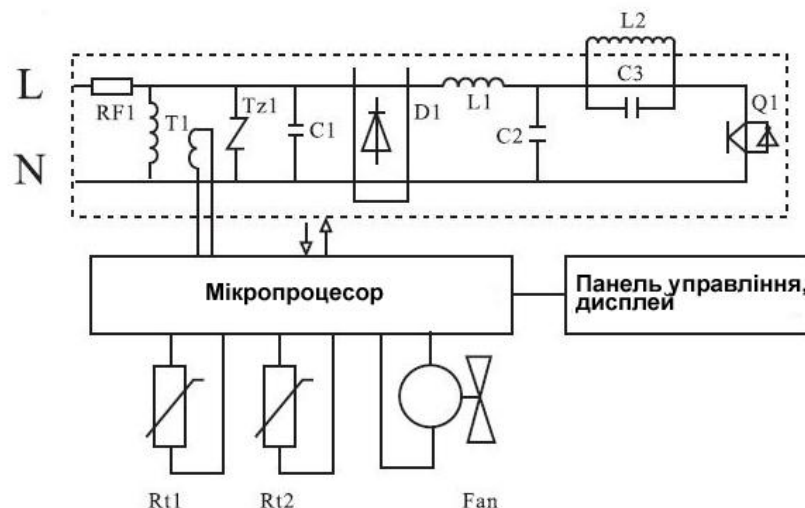 L2
L
C3
RF1
T1
Tz1
C1
D1
L1
C2
Q1
N
Мікропроцесор
Панель управління,
дисплей
Rt1
Rt2
Fan